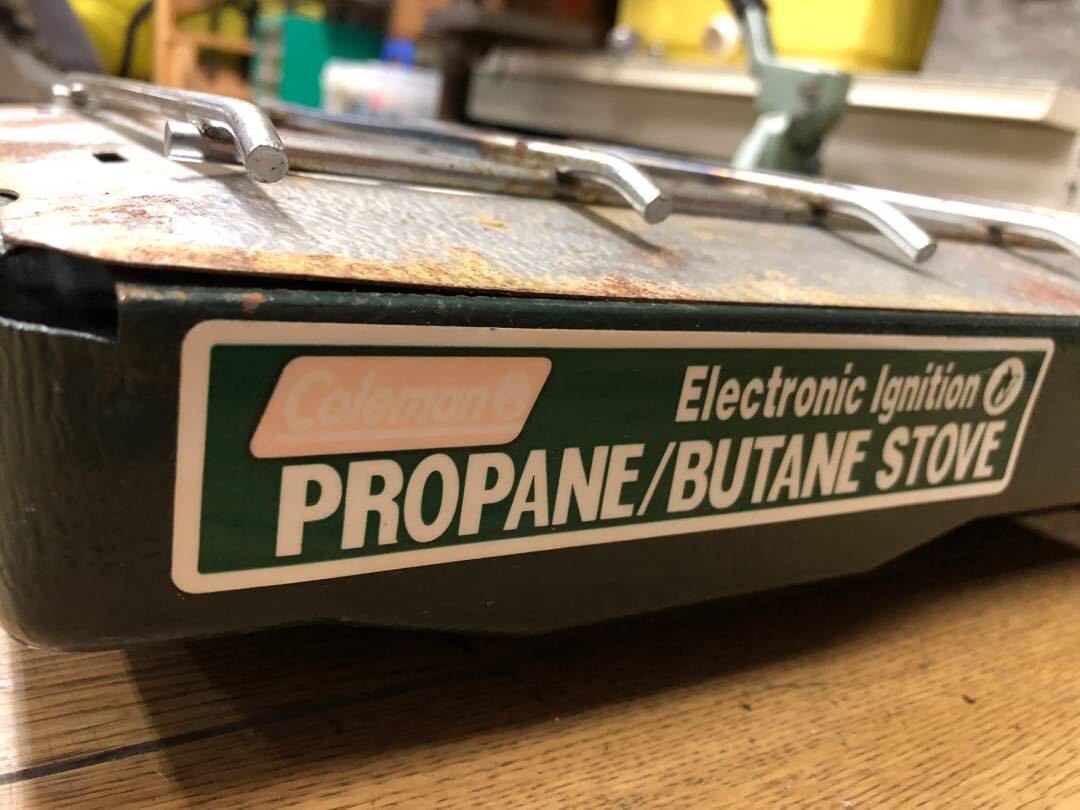 Coleman
Electronic Ignition
PROPANE/BUTANE STOVE